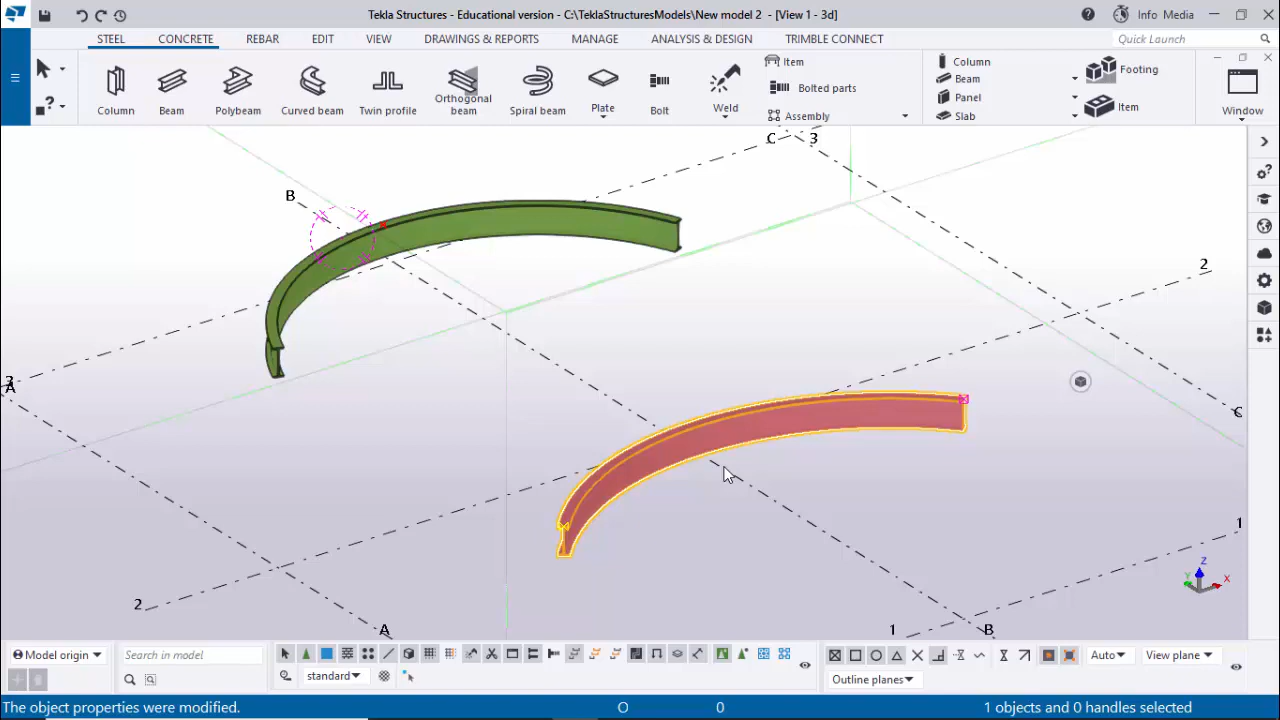 Tekla Structures - Educational version - C:\TeklaStructuresModels\New model 2 - [View 1 - 3d]
Info Media
STEEL CONCRETE REBAR EDIT VIEW DRAWINGS & REPORTS MANAGE ANALYSIS & DESIGN TRIMBLE CONNECT Quick Launch
Column Beam Polybeam Curved beam Twin profile Orthogonal beam Spiral beam Plate Bolt Weld
Item
Bolted parts
Assembly
Column
Beam
Panel
Slab
Footing
Item
Window
C 3
B
2
3
A
C
1
2
A
1
B
Z
Y
X
Model origin Search in model
standard
Auto View plane
Outline planes
The object properties were modified. O 0 1 objects and 0 handles selected